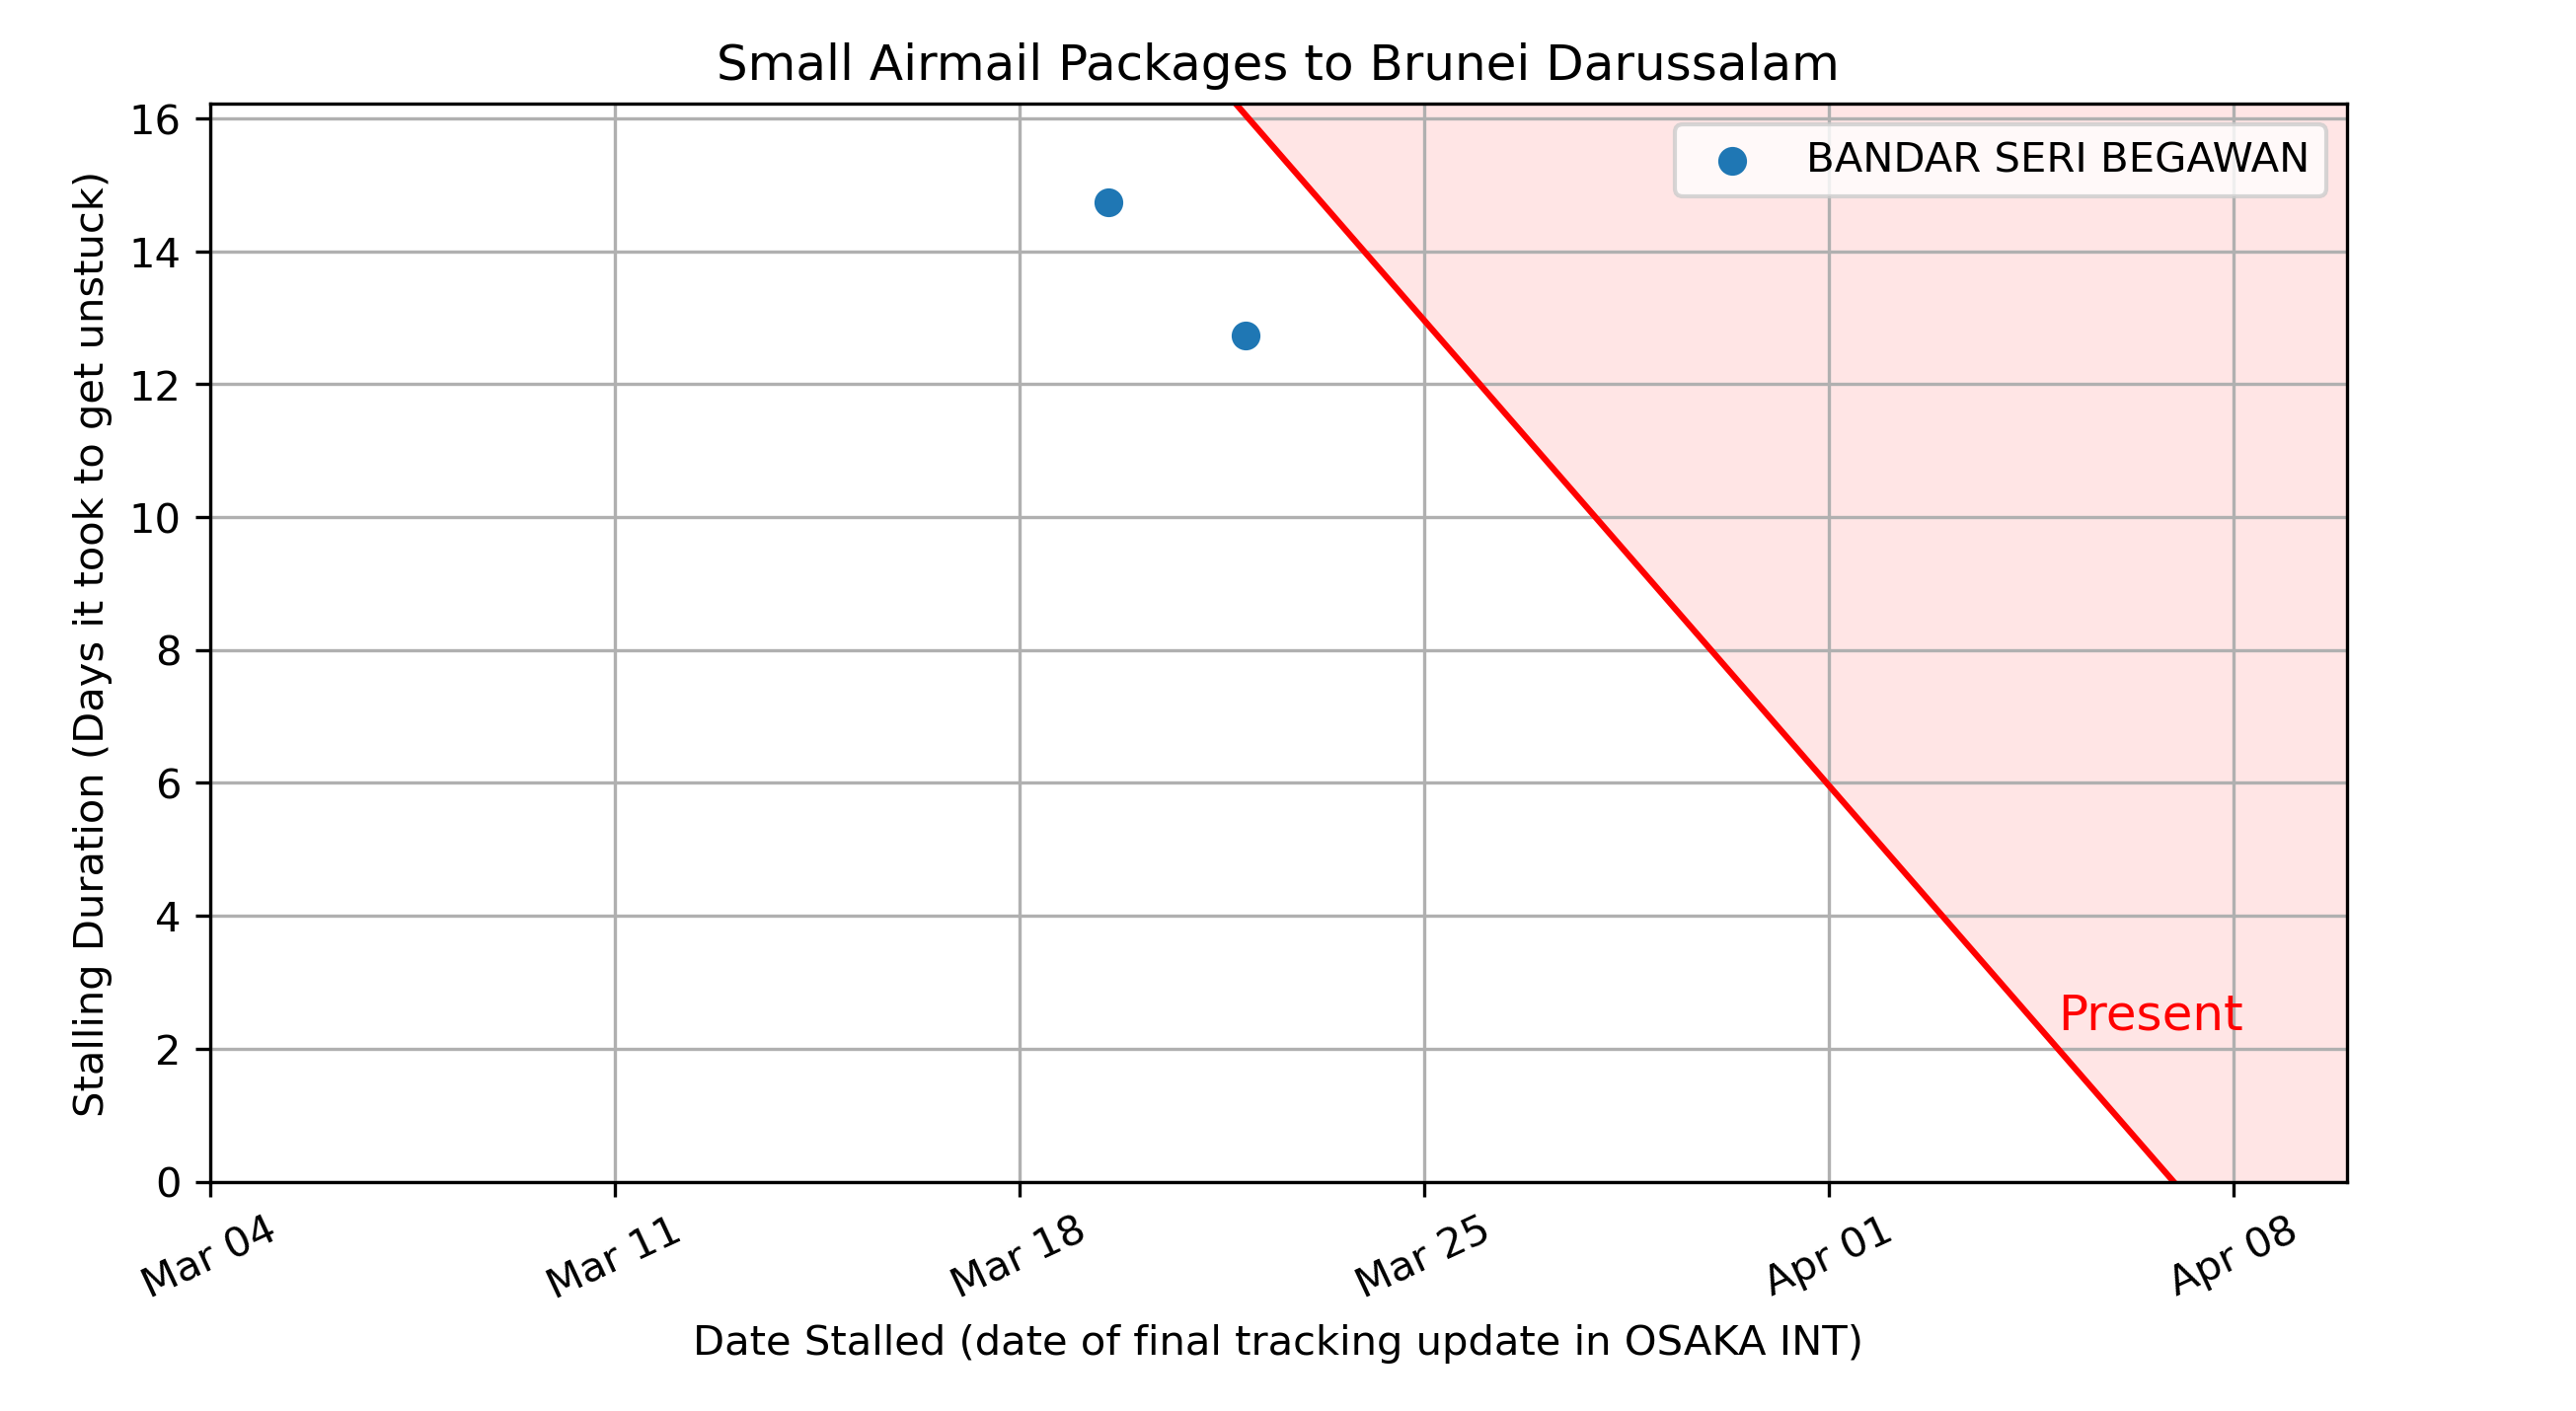 Small Airmail Packages to Brunei Darussalam
BANDAR SERI BEGAWAN
Stalling Duration (Days it took to get unstuck)
16
14
12
10
8
6
4
2
0
Present
Mar 04
Mar 11
Mar 18
Mar 25
Apr 01
Apr 08
Date Stalled (date of final tracking update in OSAKA INT)